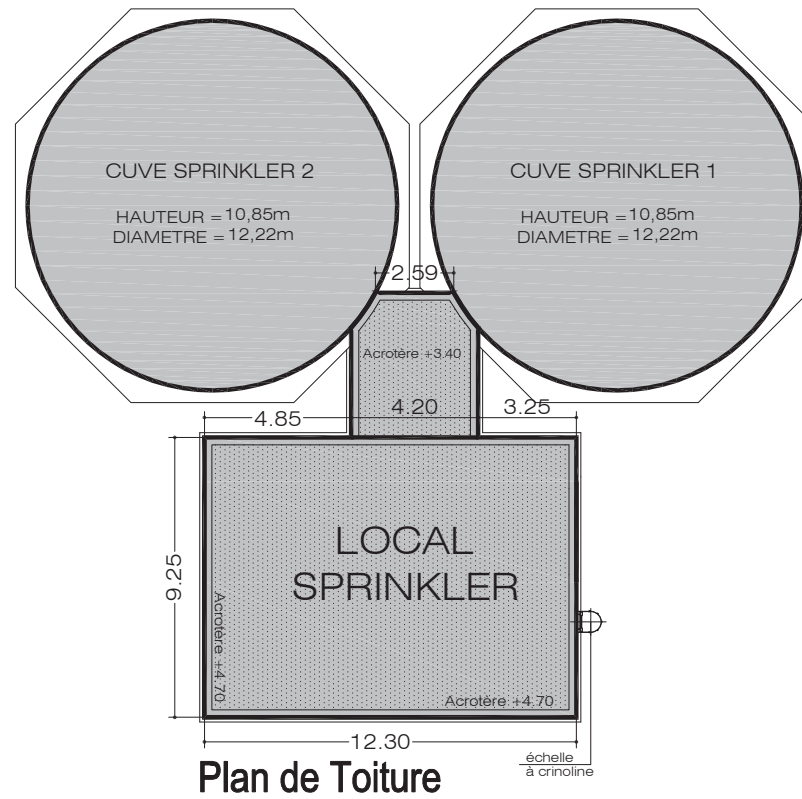 CUVE SPRINKLER 2
HAUTEUR = 10,85m
DIAMETRE = 12,22m
CUVE SPRINKLER 1
HAUTEUR = 10,85m
DIAMETRE = 12,22m
2.59
Acrotère +3.40
4.85
4.20
3.25
9.25
LOCAL
SPRINKLER
Acrotère +4.70
Acrotère +4.70
12.30
échelle
à crinoline
Plan de Toiture